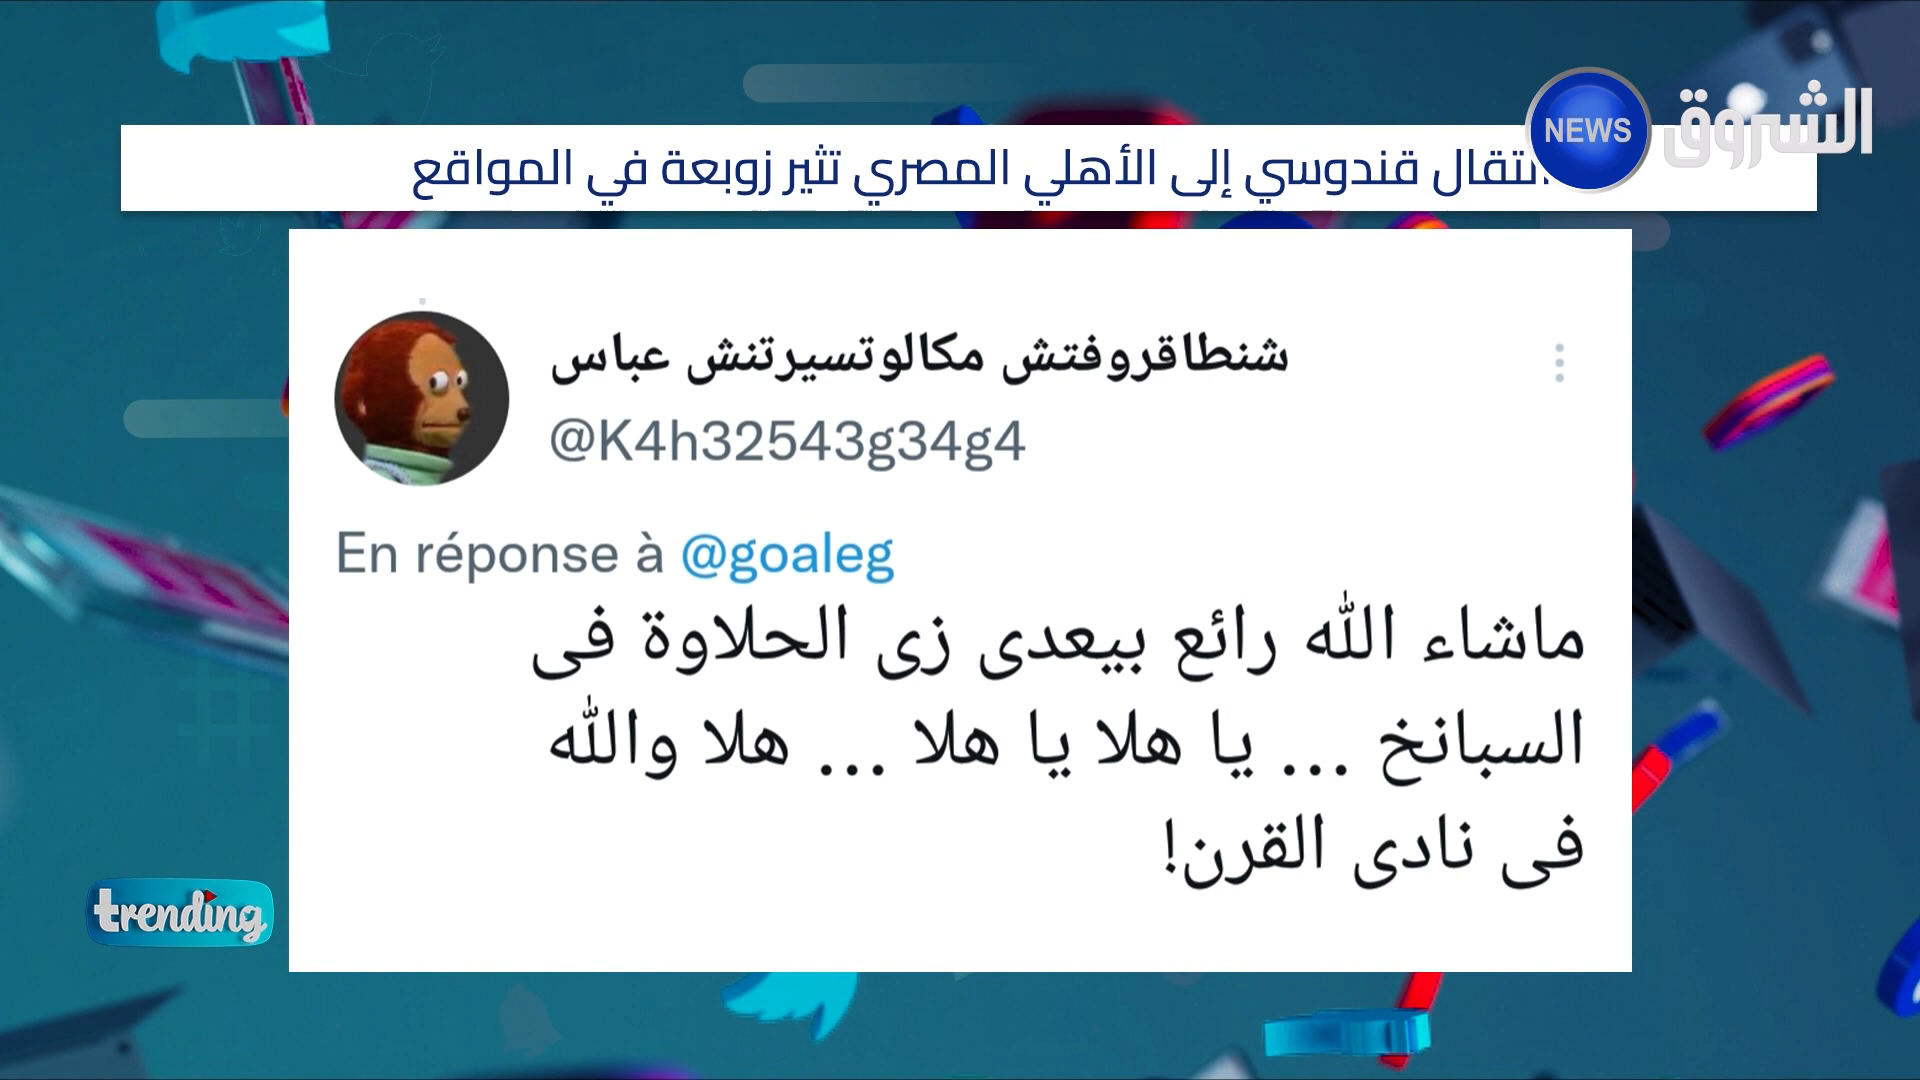 الشروق
NEWS
انتقال قندوسي إلى الأهلي المصري تثير زوبعة في المواقع
شنطاقروفتش مكالوتسيرتنش عباس
@K4h32543g34g4
En réponse à @goaleg
ماشاء الله رائع بيعدى زى الحلاوة فى
السبانخ ... يا هلا يا هلا ... هلا والله
فى نادى القرن!
trending